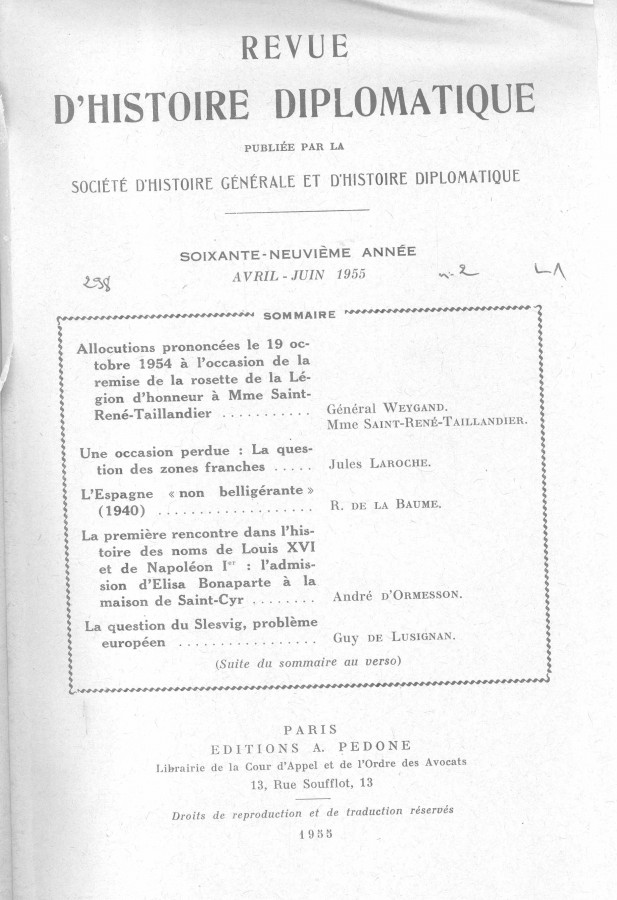 REVUE
D'HISTOIRE DIPLOMATIQUE
PUBLIÉE PAR LA
SOCIÉTÉ D'HISTOIRE GÉNÉRALE ET D'HISTOIRE DIPLOMATIQUE
SOIXANTE-NEUVIÈME ANNÉE
298 AVRIL - JUIN 1955 n° 2 L1
SOMMAIRE
Allocutions prononcées le 19 oc-
tobre 1954 à l'occasion de la
remise de la rosette de la Lé-
gion d'honneur à Mme Saint-
René-Taillandier ........... Général WEYGAND.
Mme SAINT-RENÉ-TAILLANDIER.
Une occasion perdue : La ques-
tion des zones franches ..... Jules LAROCHE.
L'Espagne « non belligérante »
(1940) ................... R. DE LA BAUME.
La première rencontre dans l'his-
toire des noms de Louis XVI
et de Napoléon Ier : l'admis-
sion d'Elisa Bonaparte à la
maison de Saint-Cyr ........ André D'ORMESSON.
La question du Slesvig, problème
européen ................. Guy DE LUSIGNAN.
(Suite du sommaire au verso)
PARIS
EDITIONS A. PEDONE
Librairie de la Cour d'Appel et de l'Ordre des Avocats
13, Rue Soufflot, 13
Droits de reproduction et de traduction réservés
1955